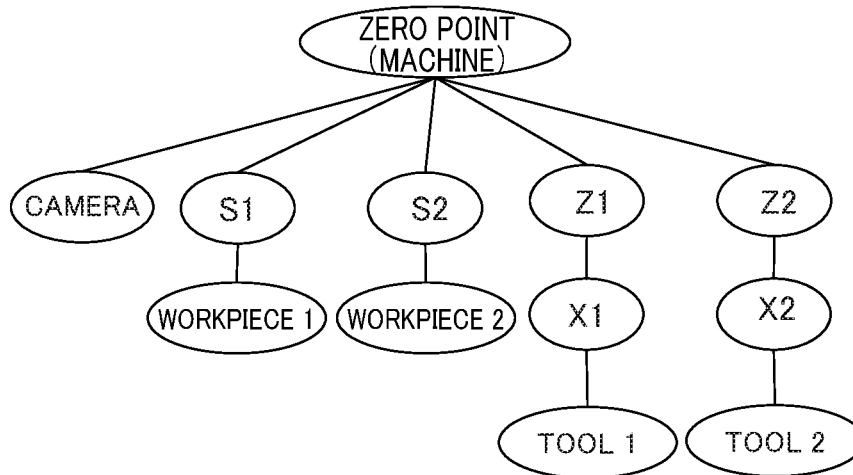 ZERO POINT
(MACHINE)
CAMERA
S1
S2
Z1
Z2
WORKPIECE 1
WORKPIECE 2
X1
X2
TOOL 1
TOOL 2